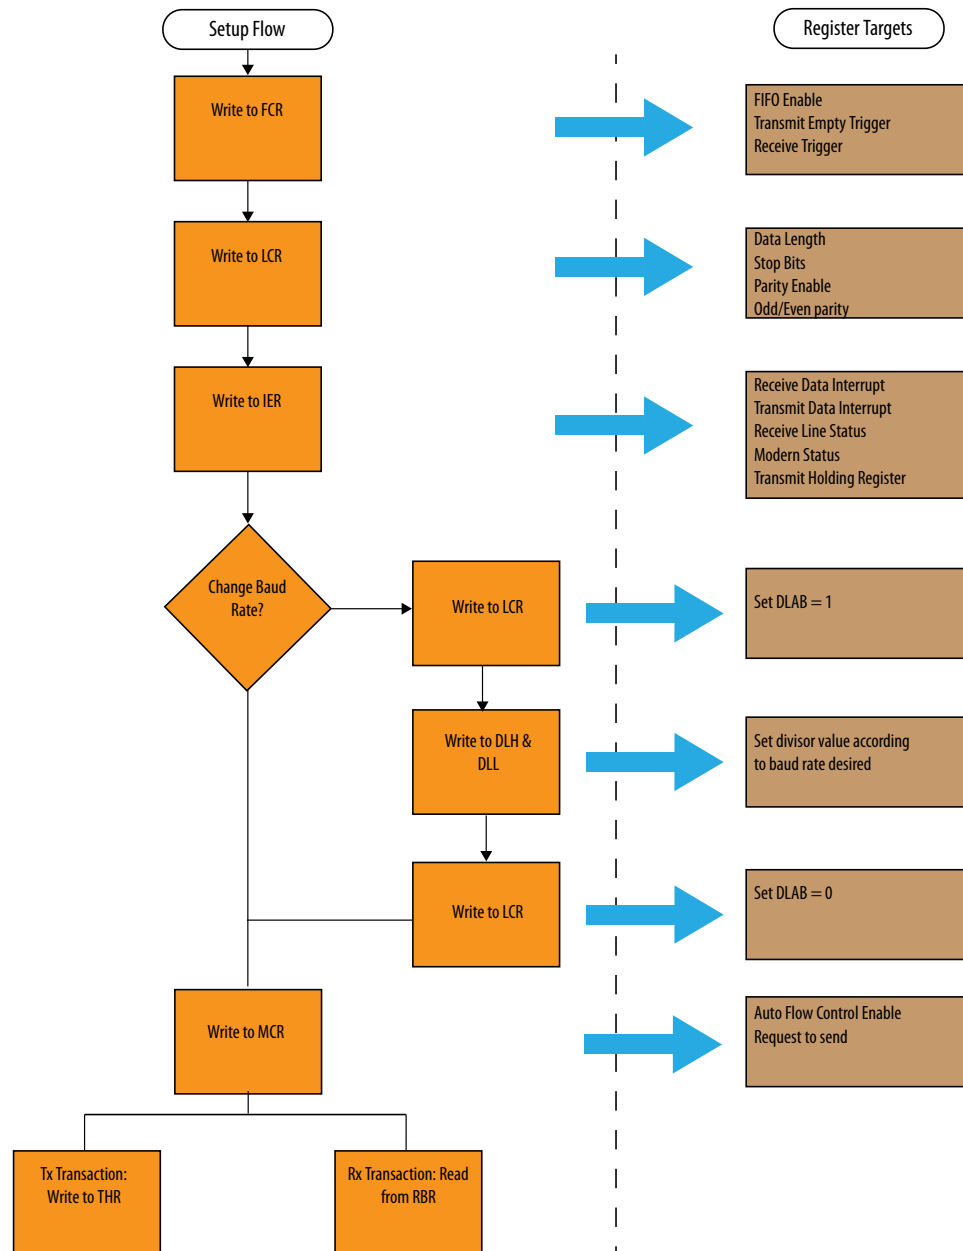 Setup Flow
Register Targets
Write to FCR
FIFO Enable
Transmit Empty Trigger
Receive Trigger
Write to LCR
Data Length
Stop Bits
Parity Enable
Odd/Even parity
Write to IER
Receive Data Interrupt
Transmit Data Interrupt
Receive Line Status
Modern Status
Transmit Holding Register
Change Baud
Rate?
Write to LCR
Set DLAB = 1
Write to DLH &
DLL
Set divisor value according
to baud rate desired
Write to LCR
Set DLAB = 0
Write to MCR
Auto Flow Control Enable
Request to send
Tx Transaction:
Write to THR
Rx Transaction: Read
from RBR